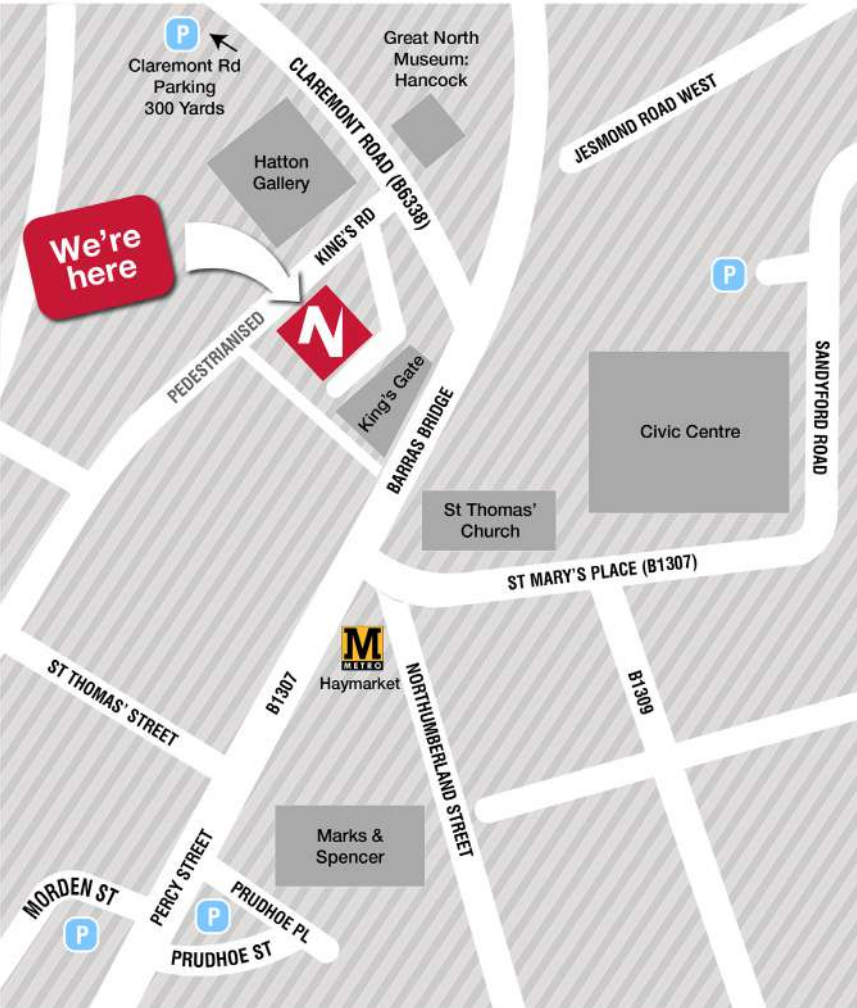 P
Claremont Rd
Parking
300 Yards
Great North
Museum:
Hancock
CLAREMONT ROAD (B6338)
JESMOND ROAD WEST
Hatton
Gallery
KING'S RD
We're
here
P
N
PEDESTRIANISED
King's Gate
BARRAS BRIDGE
Civic Centre
SANDYFORD ROAD
St Thomas'
Church
ST MARY'S PLACE (B1307)
M
METRO
Haymarket
B1307
NORTHUMBERLAND STREET
B1309
ST THOMAS' STREET
Marks &
Spencer
PERCY STREET
MORDEN ST
P
P
PRUDHOE PL
PRUDHOE ST